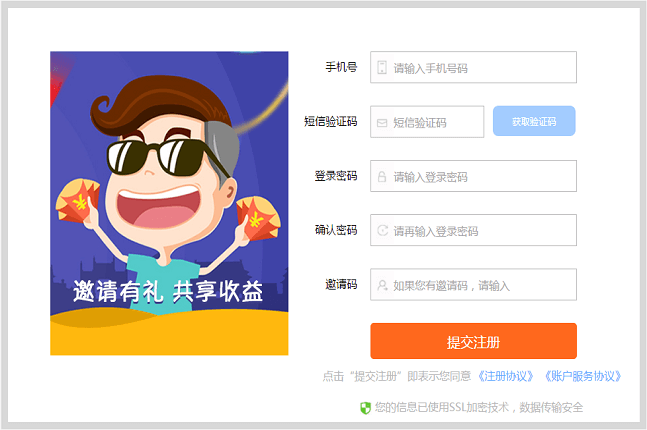 手机号
请输入手机号码
短信验证码
短信验证码
获取验证码
登录密码
请输入登录密码
确认密码
请再输入登录密码
邀请码
如果您有邀请码，请输入
¥
¥
邀请有礼 共享收益
提交注册
点击“提交注册”即表示您同意《注册协议》《账户服务协议》
您的信息已使用SSL加密技术，数据传输安全